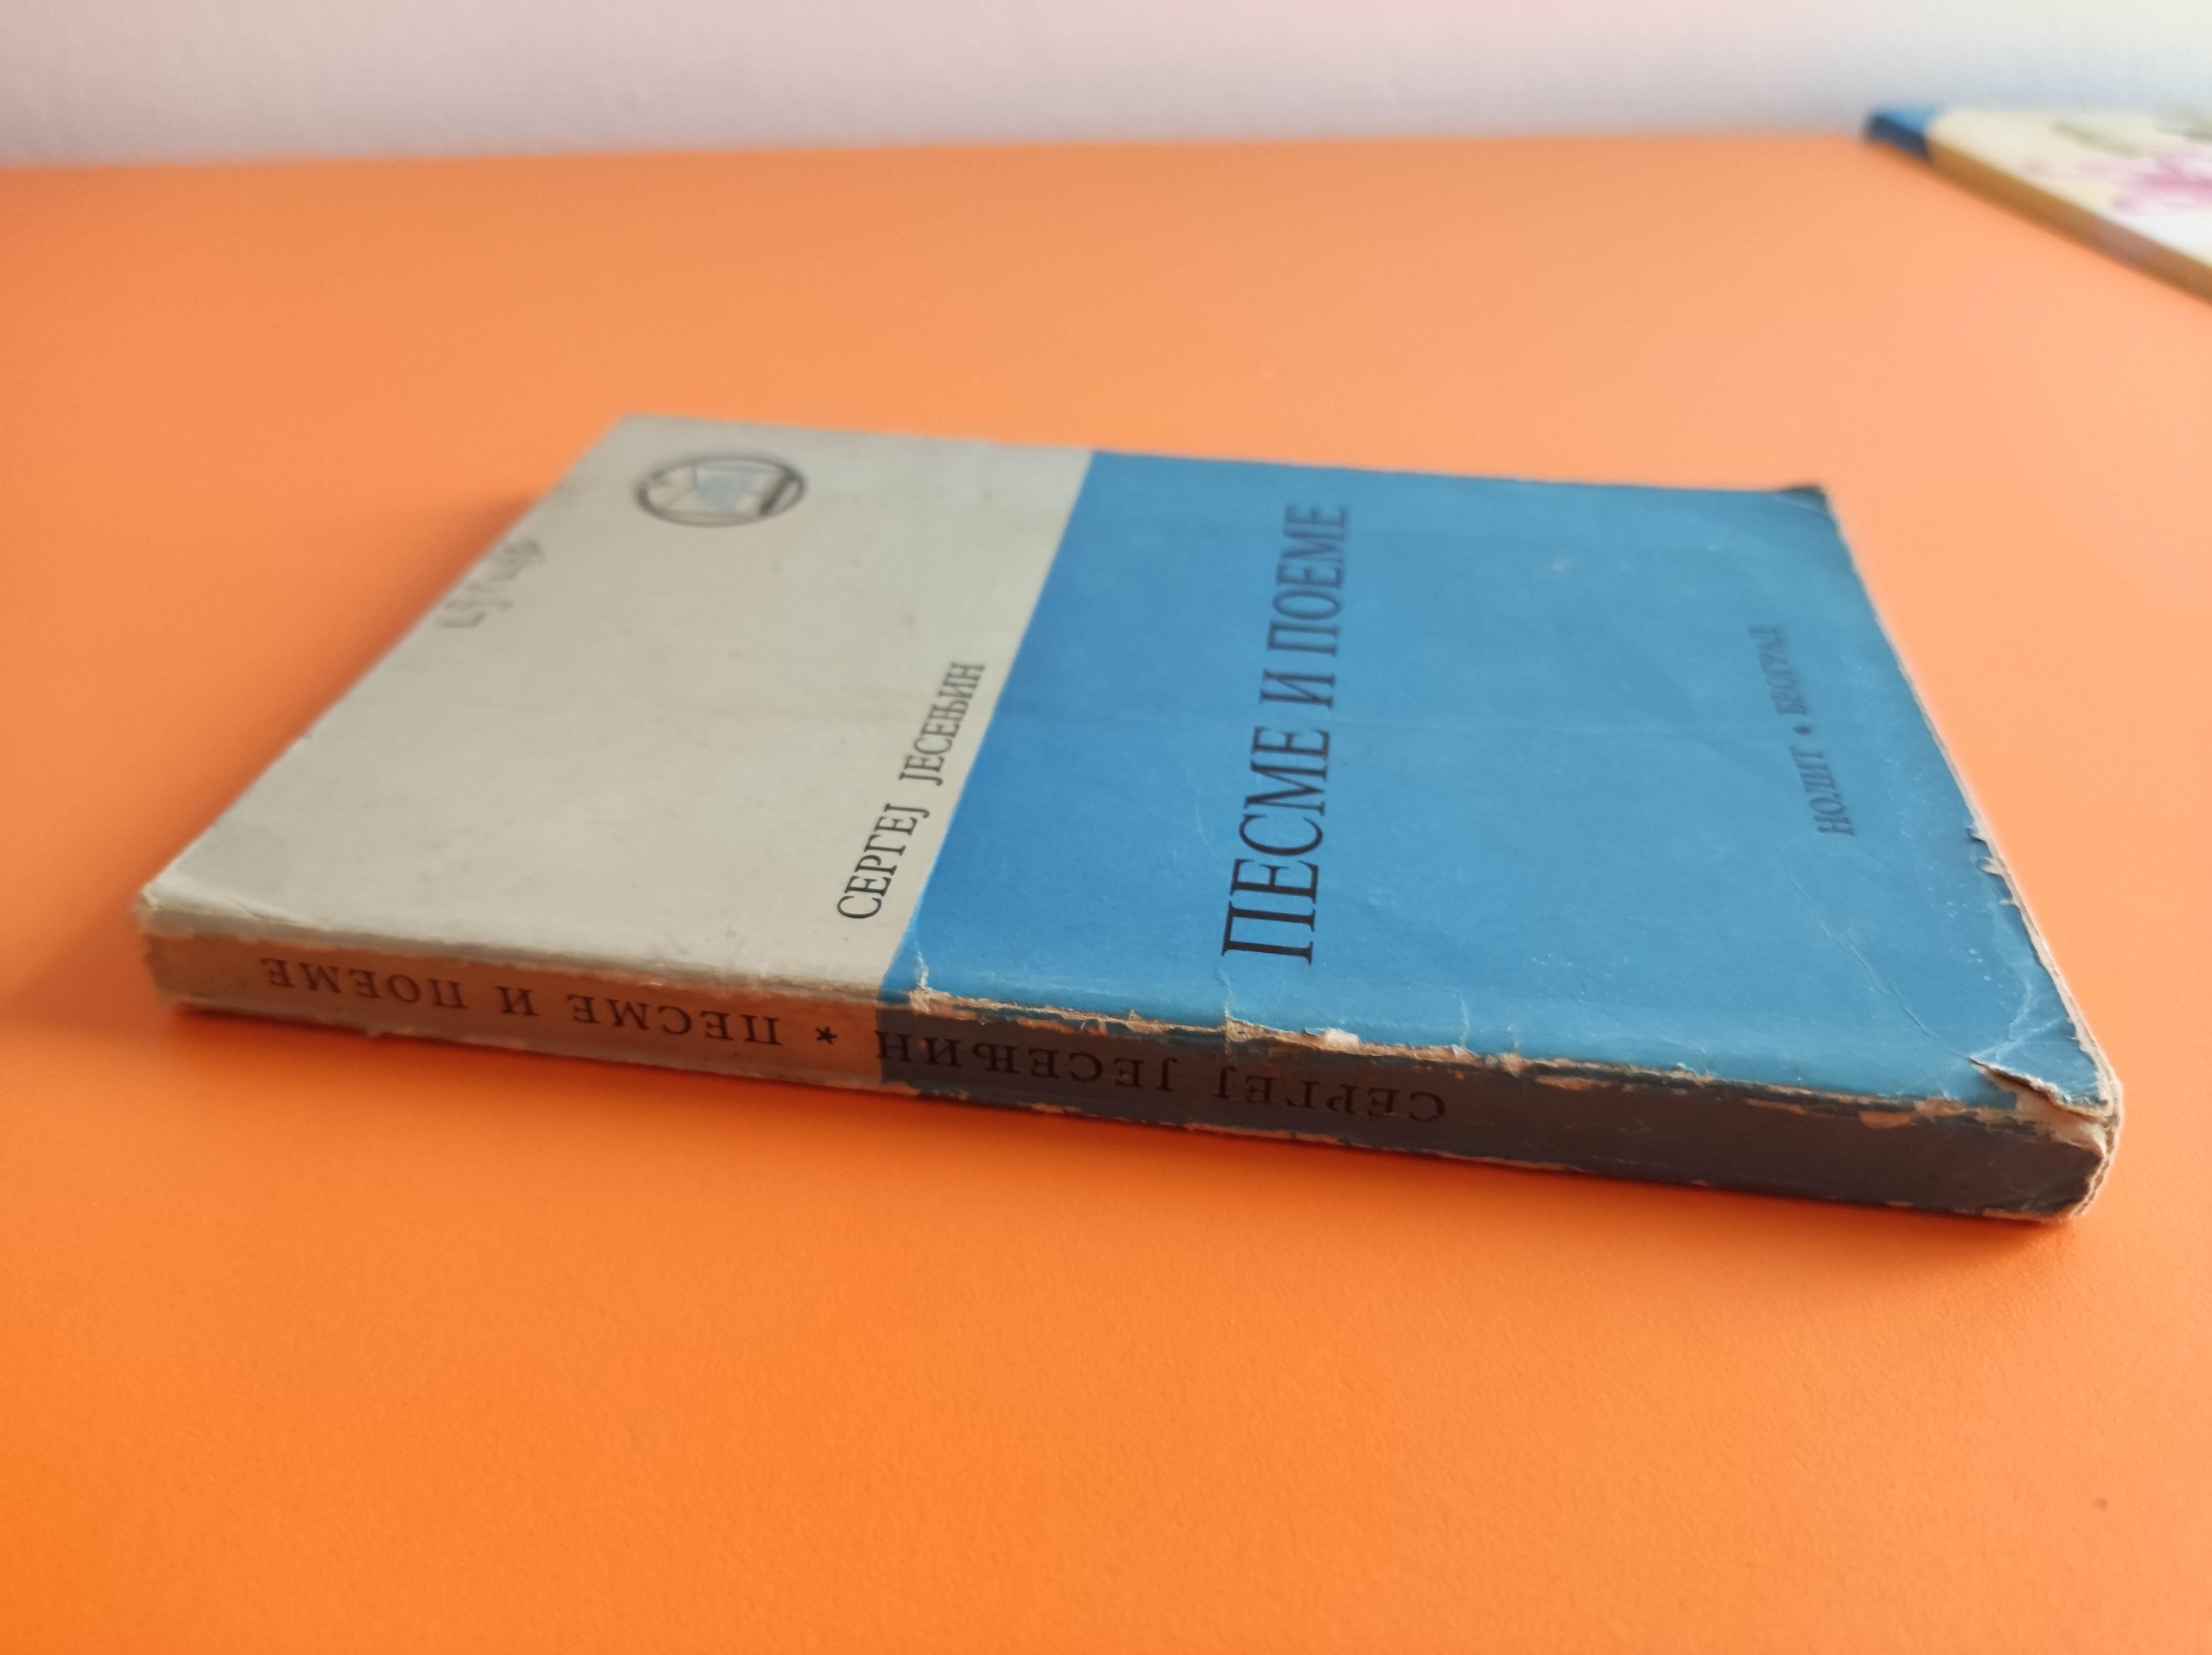 СЕРГЕЈ ЈЕСЕЊИН
ПЕСМЕ И ПОЕМЕ
НОЛИТ • БЕОГРАД
СЕРГЕЈ ЈЕСЕЊИН * ПЕСМЕ И ПОЕМЕ